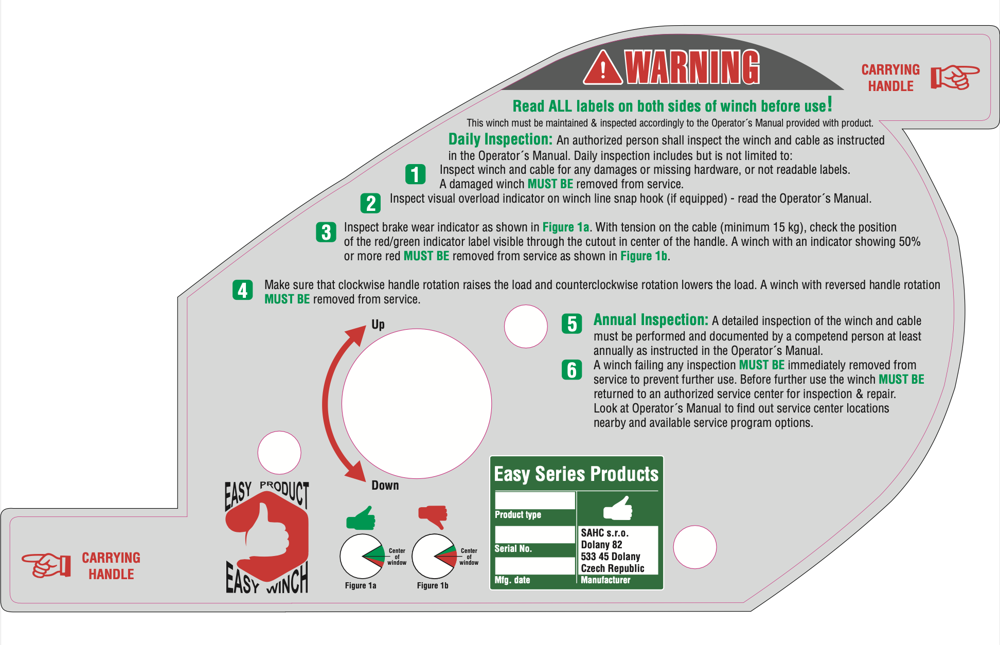 WARNING
CARRYING
HANDLE
Read ALL labels on both sides of winch before use!
This winch must be maintained & inspected accordingly to the Operator´s Manual provided with product.
Daily Inspection: An authorized person shall inspect the winch and cable as instructed
in the Operator´s Manual. Daily inspection includes but is not limited to:
1 Inspect winch and cable for any damages or missing hardware, or not readable labels.
A damaged winch MUST BE removed from service.
2 Inspect visual overload indicator on winch line snap hook (if equipped) - read the Operator´s Manual.
3 Inspect brake wear indicator as shown in Figure 1a. With tension on the cable (minimum 15 kg), check the position
of the red/green indicator label visible through the cutout in center of the handle. A winch with an indicator showing 50%
or more red MUST BE removed from service as shown in Figure 1b.
4 Make sure that clockwise handle rotation raises the load and counterclockwise rotation lowers the load. A winch with reversed handle rotation
MUST BE removed from service.
5 Annual Inspection: A detailed inspection of the winch and cable
must be performed and documented by a competend person at least
annually as instructed in the Operator´s Manual.
6 A winch failing any inspection MUST BE immediately removed from
service to prevent further use. Before further use the winch MUST BE
returned to an authorized service center for inspection & repair.
Look at Operator´s Manual to find out service center locations
nearby and available service program options.
Up
Down
EASY PRODUCT
EASY WINCH
CARRYING
HANDLE
Center
of
window
Figure 1a
Center
of
window
Figure 1b
Easy Series Products
Product type
Serial No.
Mfg. date
SAHC s.r.o.
Dolany 82
533 45 Dolany
Czech Republic
Manufacturer